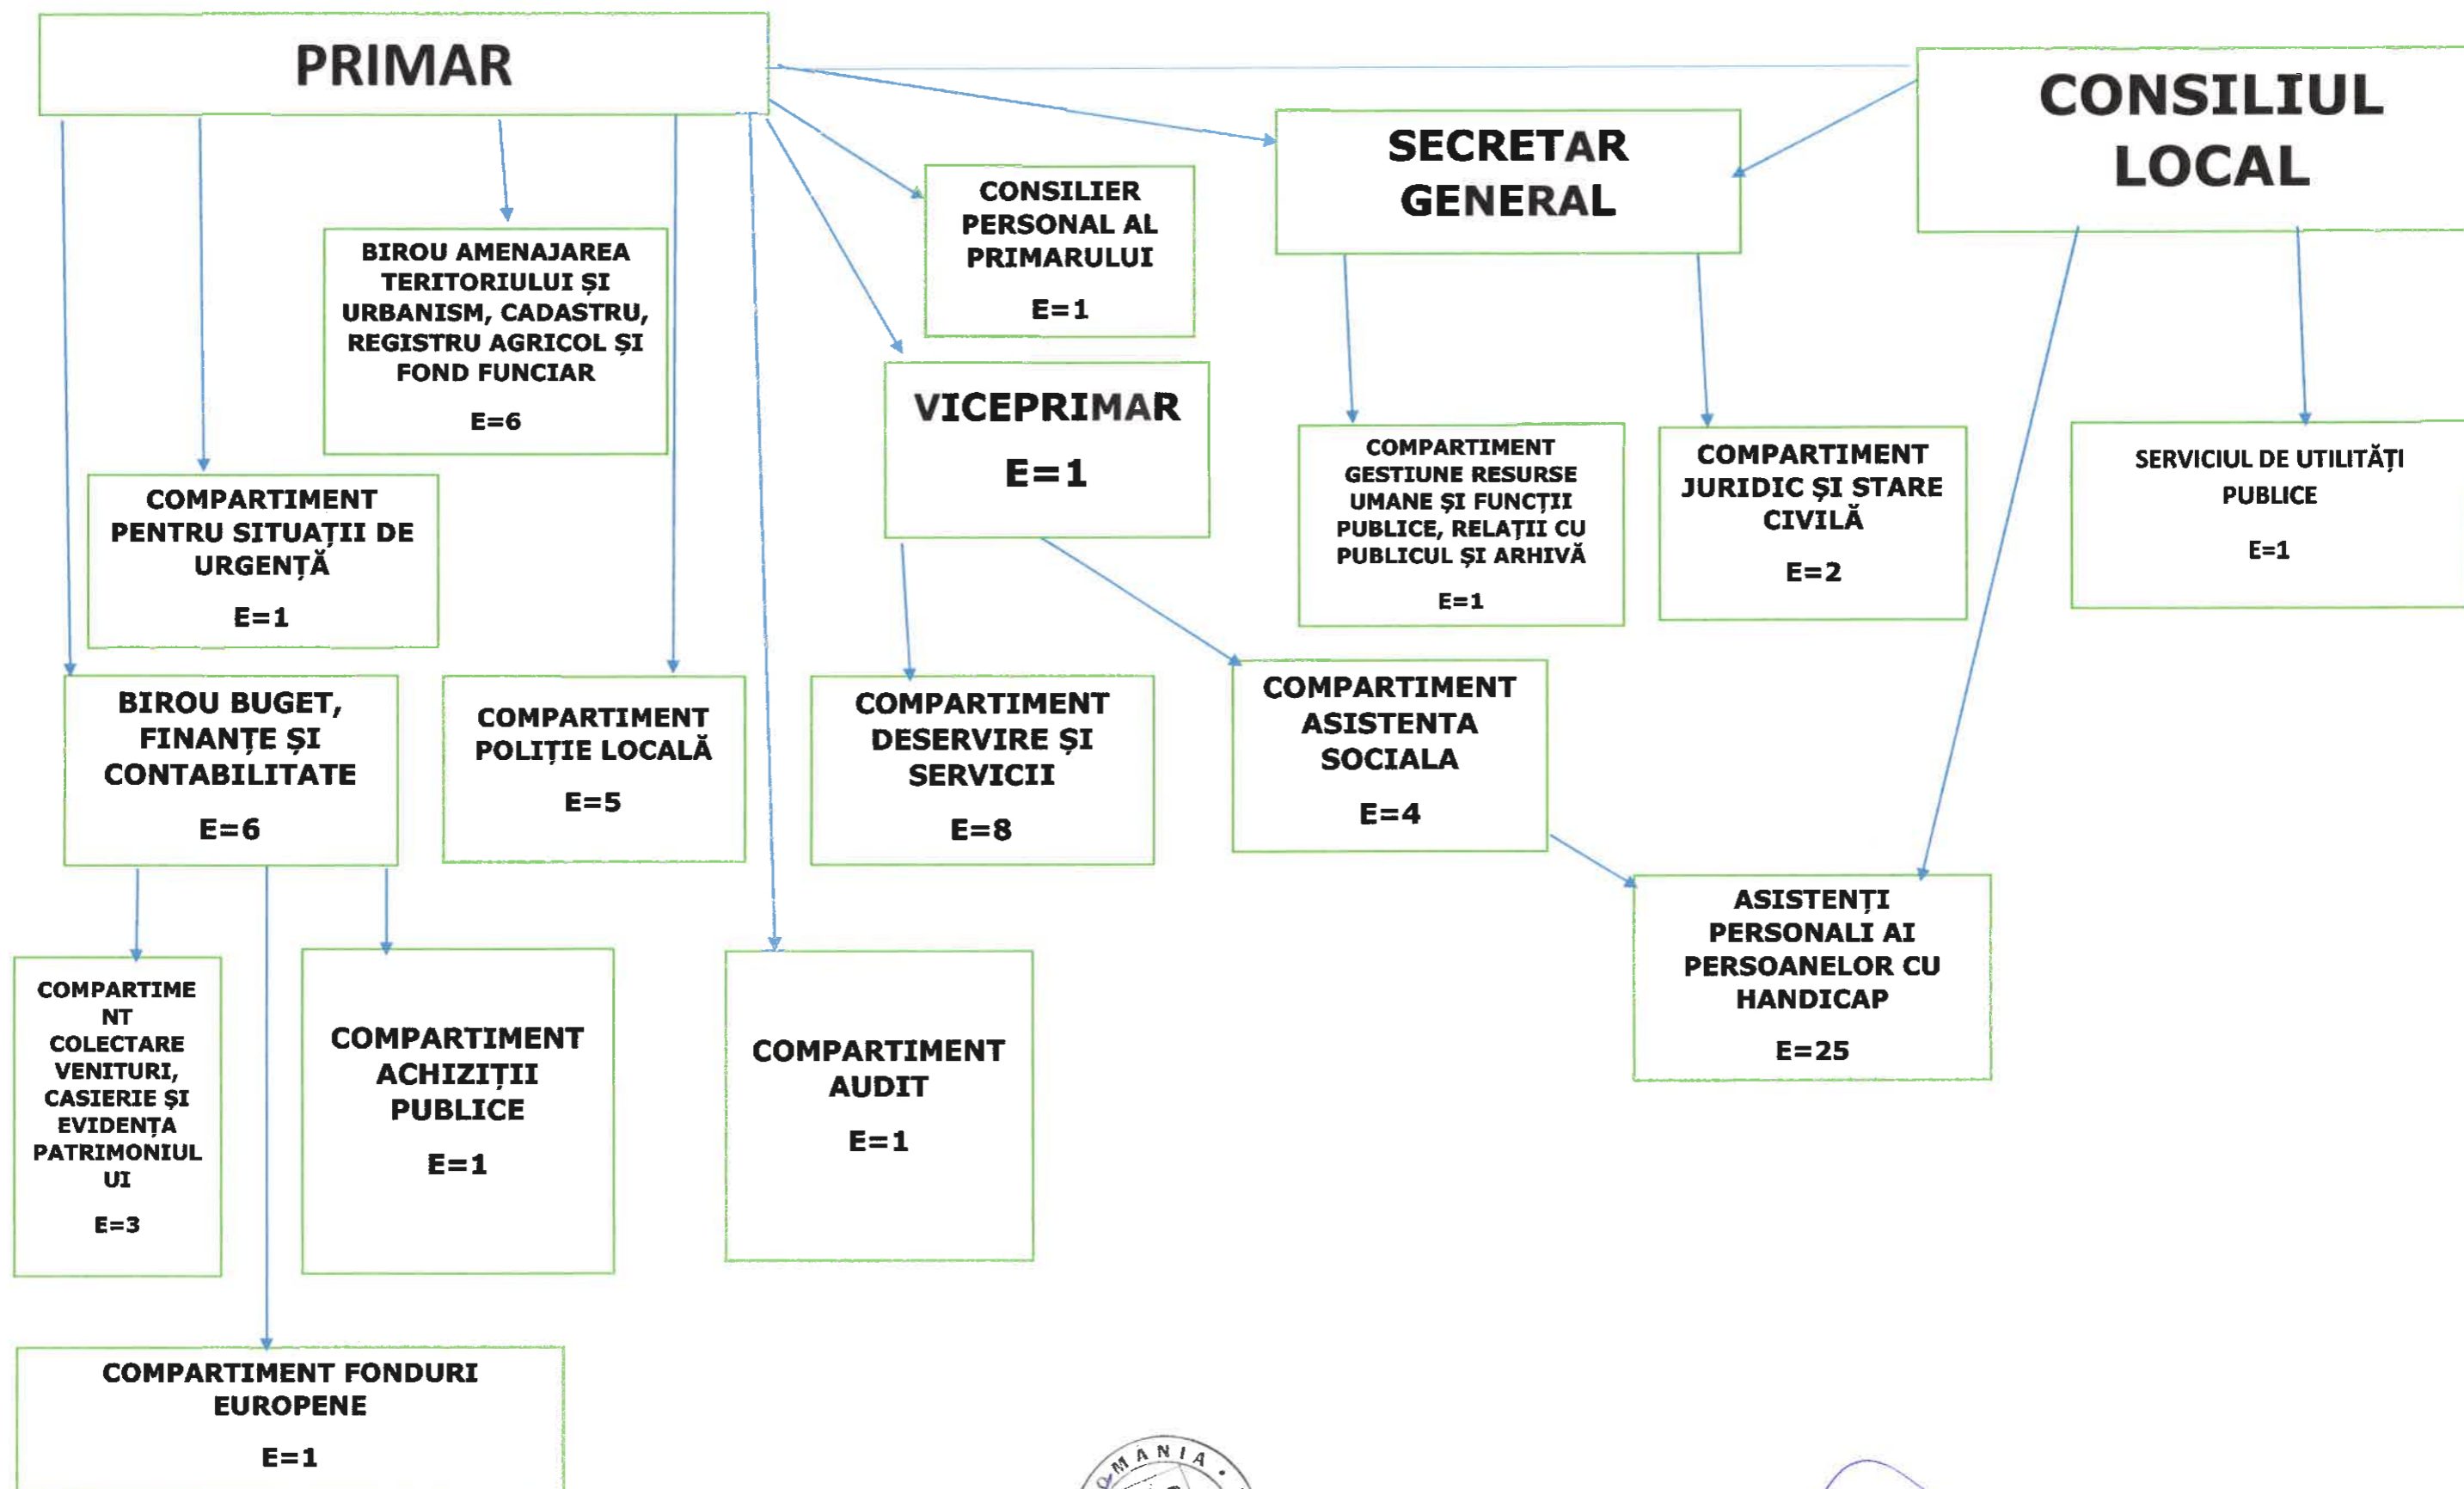 PRIMAR
CONSILIUL
LOCAL
SECRETAR
GENERAL
CONSILIER
PERSONAL AL
PRIMARULUI
E=1
BIROU AMENAJAREA
TERITORIULUI ȘI
URBANISM, CADASTRU,
REGISTRU AGRICOL ȘI
FOND FUNCIAR
E=6
VICEPRIMAR
E=1
COMPARTIMENT
GESTIUNE RESURSE
UMANE ȘI FUNCȚII
PUBLICE, RELAȚII CU
PUBLICUL ȘI ARHIVĂ
E=1
COMPARTIMENT
JURIDIC ȘI STARE
CIVILĂ
E=2
SERVICIUL DE UTILITĂȚI
PUBLICE
E=1
COMPARTIMENT
PENTRU SITUAȚII DE
URGENȚĂ
E=1
BIROU BUGET,
FINANȚE ȘI
CONTABILITATE
E=6
COMPARTIMENT
POLIȚIE LOCALĂ
E=5
COMPARTIMENT
DESERVIRE ȘI
SERVICII
E=8
COMPARTIMENT
ASISTENTA
SOCIALA
E=4
ASISTENȚI
PERSONALI AI
PERSOANELOR CU
HANDICAP
E=25
COMPARTIME
NT
COLECTARE
VENITURI,
CASIERIE ȘI
EVIDENȚA
PATRIMONIUL
UI
E=3
COMPARTIMENT
ACHIZIȚII
PUBLICE
E=1
COMPARTIMENT
AUDIT
E=1
COMPARTIMENT FONDURI
EUROPENE
E=1